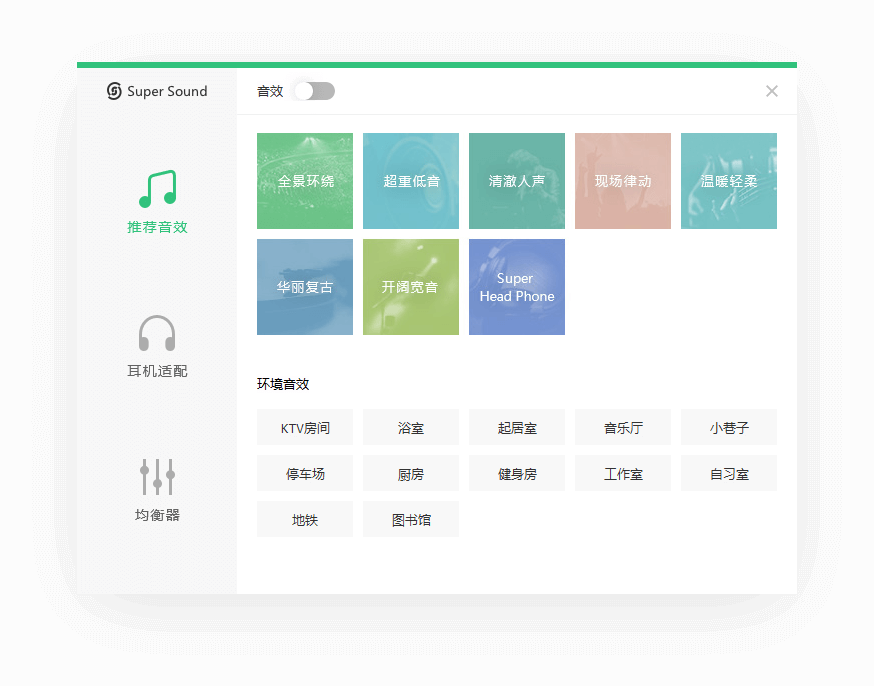 Super Sound
音效
推荐音效
耳机适配
均衡器
全景环绕
超重低音
清澈人声
现场律动
温暖轻柔
华丽复古
开阔宽音
Super
Head Phone
环境音效
KTV房间
浴室
起居室
音乐厅
小巷子
停车场
厨房
健身房
工作室
自习室
地铁
图书馆